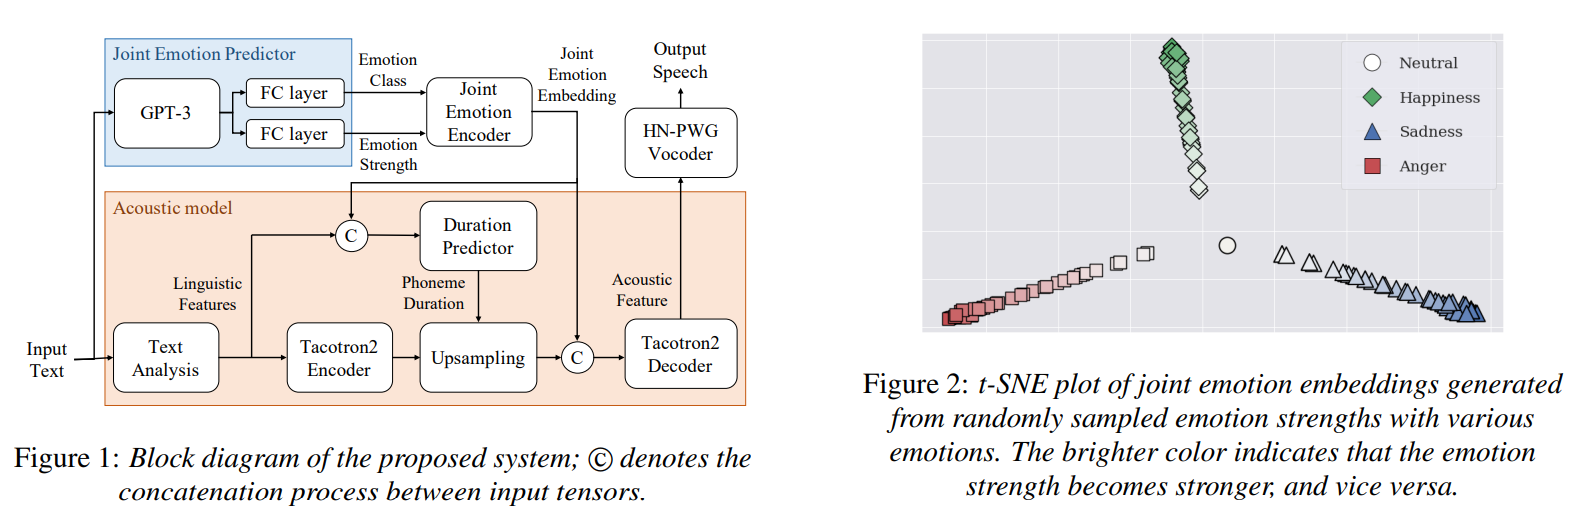 Joint Emotion Predictor
GPT-3
FC layer
FC layer
Emotion
Class
Emotion
Strength
Joint
Emotion
Encoder
Joint
Emotion
Embedding
Output
Speech
HN-PWG
Vocoder
Acoustic model
C
Duration
Predictor
Linguistic
Features
Phoneme
Duration
Acoustic
Feature
Input
Text
Text
Analysis
Tacotron2
Encoder
Upsampling
C
Tacotron2
Decoder
Figure 1: Block diagram of the proposed system; © denotes the
concatenation process between input tensors.
Neutral
Happiness
Sadness
Anger
Figure 2: t-SNE plot of joint emotion embeddings generated
from randomly sampled emotion strengths with various
emotions. The brighter color indicates that the emotion
strength becomes stronger, and vice versa.